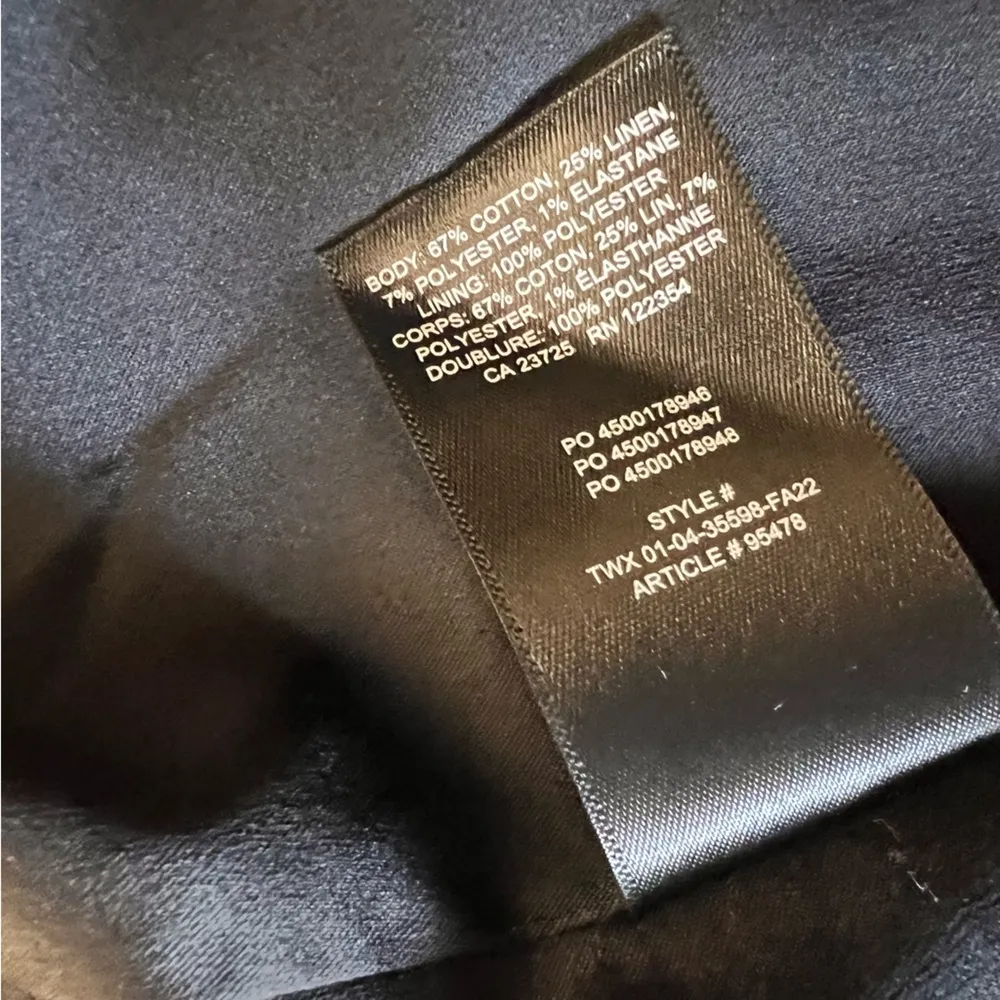 BODY: 67% COTTON, 25% LINEN,
7% POLYESTER, 1% ELASTANE
LINING: 100% POLYESTER
CORPS: 67% COTON, 25% LIN, 7%
POLYESTER, 1% ÉLASTHANNE
DOUBLURE: 100% POLYESTER
CA 23725 RN 122354
PO 4500178946
PO 4500178947
PO 4500178948
STYLE #
TWX 01-04-35598-FA22
ARTICLE # 95478